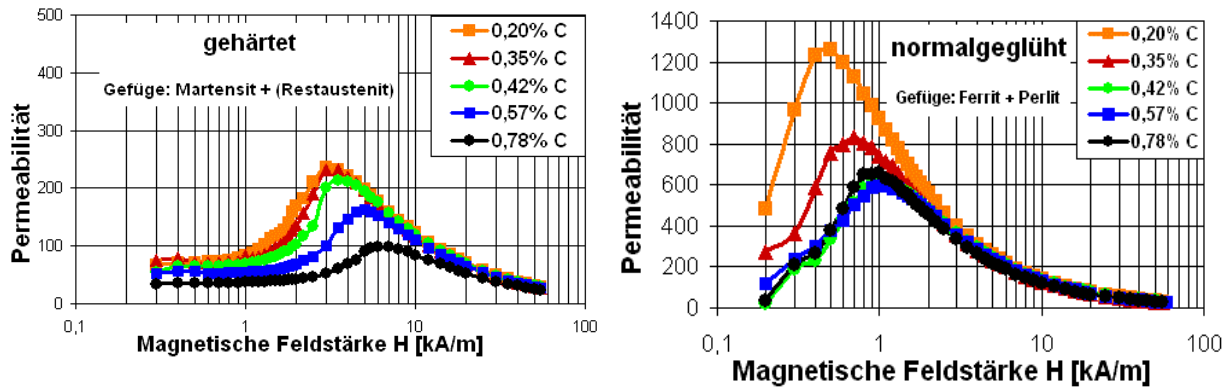 500
400
300
200
100
0
gehärtet
Gefüge: Martensit + (Restaustenit)
0,20% C
0,35% C
0,42% C
0,57% C
0,78% C
Permeabilität
0,1
1
10
100
Magnetische Feldstärke H [kA/m]
1400
1200
1000
800
600
400
200
0
normalgeglüht
Gefüge: Ferrit + Perlit
0,20% C
0,35% C
0,42% C
0,57% C
0,78% C
Permeabilität
0,1
1
10
100
Magnetische Feldstärke H [kA/m]